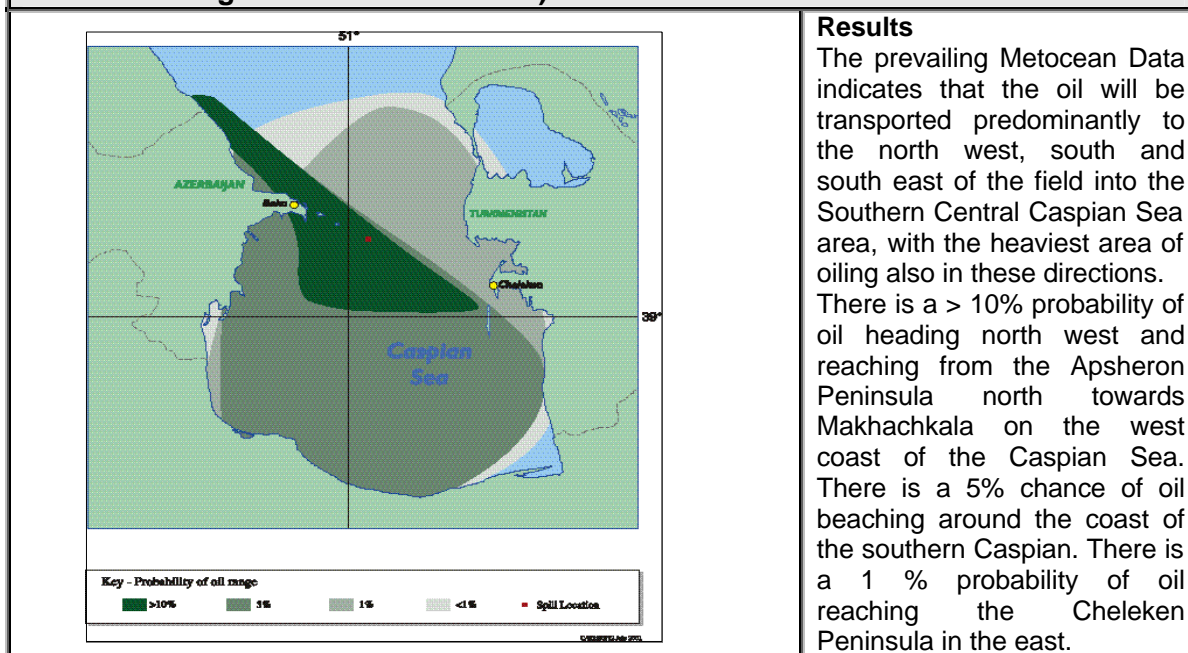 51°
AZERBAIJAN
Baku
TURKMENISTAN
Cheleken
39°
Caspian
Sea
Key - Probability of oil range
>10%
5%
1%
<1%
Spill Location
Results
The prevailing Metocean Data
indicates that the oil will be
transported predominantly to
the north west, south and
south east of the field into the
Southern Central Caspian Sea
area, with the heaviest area of
oiling also in these directions.
There is a > 10% probability of
oil heading north west and
reaching from the Apsheron
Peninsula north towards
Makhachkala on the west
coast of the Caspian Sea.
There is a 5% chance of oil
beaching around the coast of
the southern Caspian. There is
a 1 % probability of oil
reaching the Cheleken
Peninsula in the east.